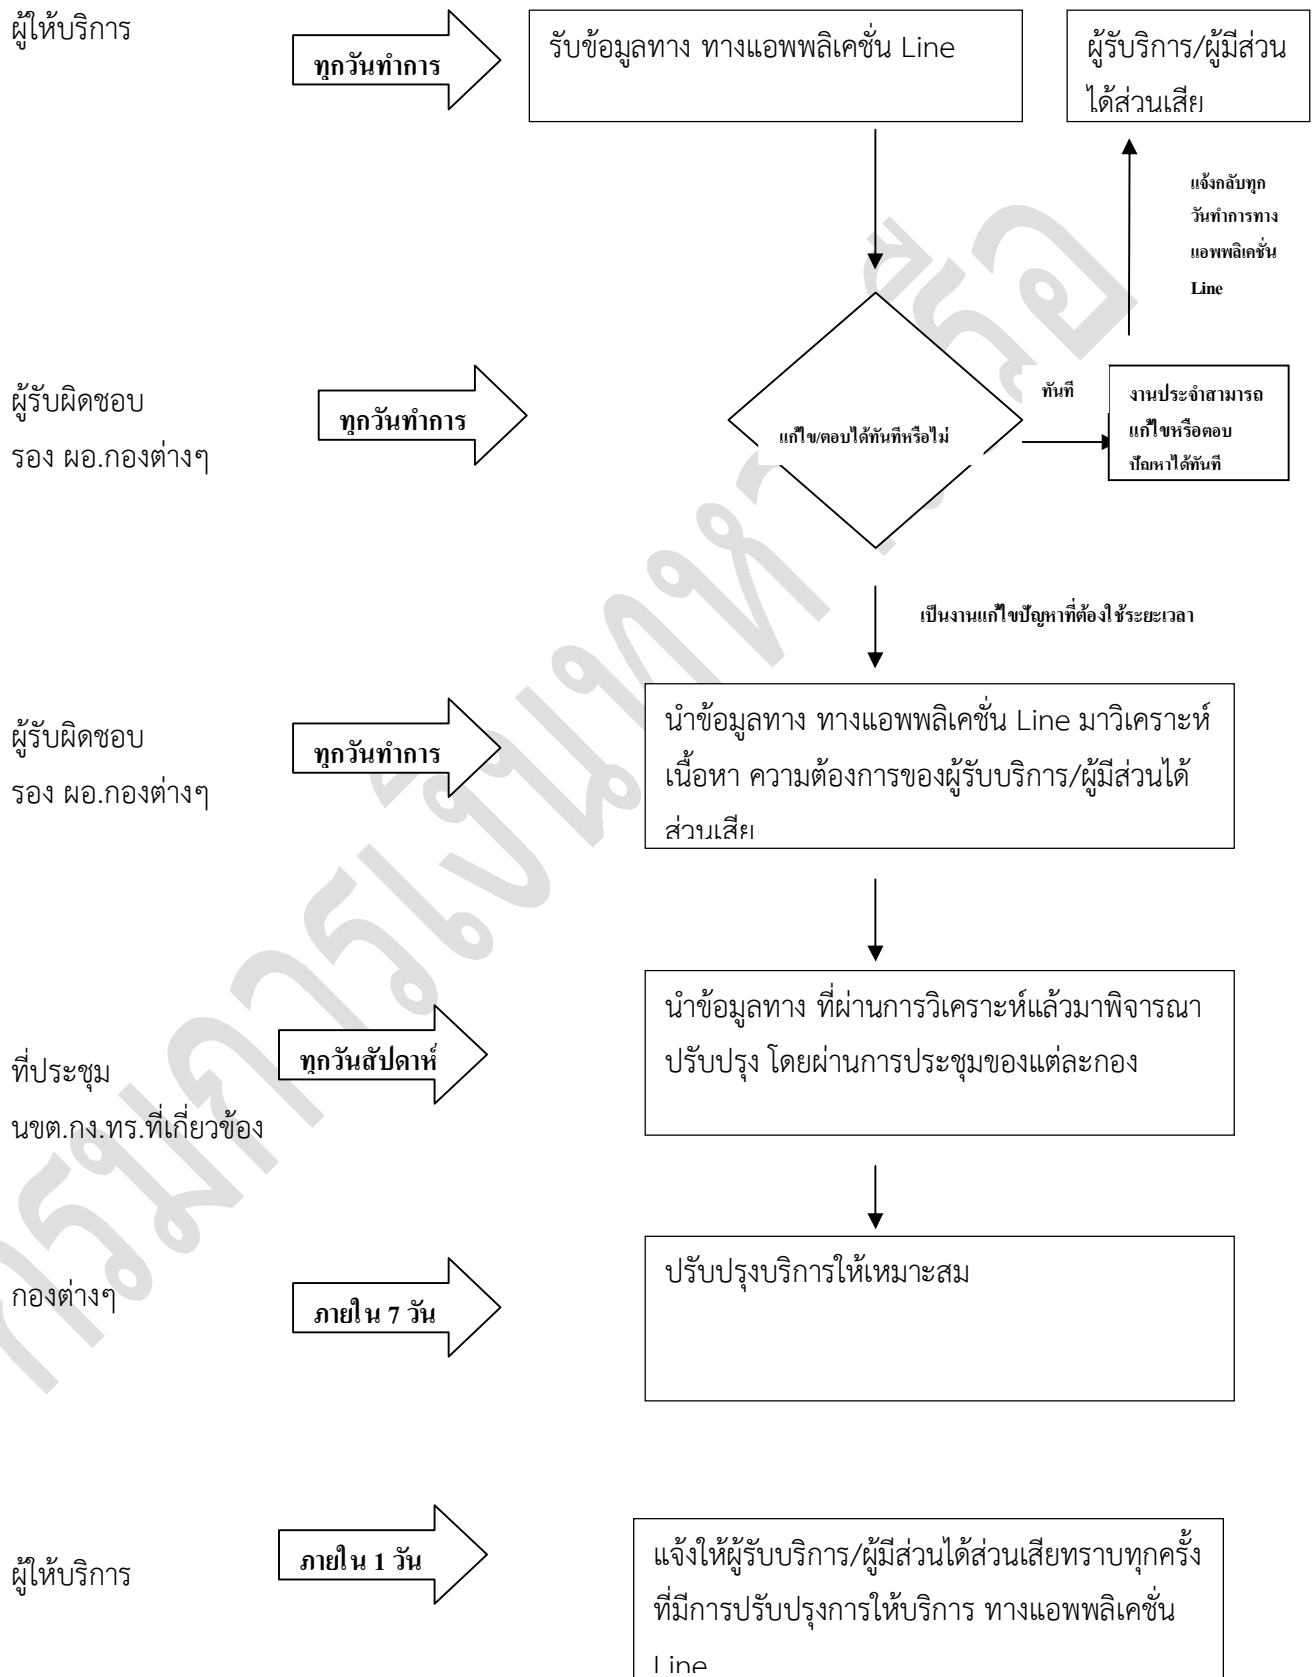 ผู้ให้บริการ
ทุกวันทำการ
รับข้อมูลทาง ทางแอพพลิเคชั่น Line
ผู้รับบริการ/ผู้มีส่วน
ได้ส่วนเสีย
แจ้งกลับทุก
วันทำการทาง
แอพพลิเคชั่น
Line
ผู้รับผิดชอบ
รอง ผอ.กองต่างๆ
ทุกวันทำการ
แก้ไข/ตอบได้ทันทีหรือไม่
ทันที
งานประจำสามารถ
แก้ไขหรือตอบ
ปัญหาได้ทันที
เป็นงานแก้ไขปัญหาที่ต้องใช้ระยะเวลา
ผู้รับผิดชอบ
รอง ผอ.กองต่างๆ
ทุกวันทำการ
นำข้อมูลทาง ทางแอพพลิเคชั่น Line มาวิเคราะห์
เนื้อหา ความต้องการของผู้รับบริการ/ผู้มีส่วนได้
ส่วนเสีย
ที่ประชุม
นขต.กง.ทร.ที่เกี่ยวข้อง
ทุกวันสัปดาห์
นำข้อมูลทาง ที่ผ่านการวิเคราะห์แล้วมาพิจารณา
ปรับปรุง โดยผ่านการประชุมของแต่ละกอง
กองต่างๆ
ภายใน 7 วัน
ปรับปรุงบริการให้เหมาะสม
ผู้ให้บริการ
ภายใน 1 วัน
แจ้งให้ผู้รับบริการ/ผู้มีส่วนได้ส่วนเสียทราบทุกครั้ง
ที่มีการปรับปรุงการให้บริการ ทางแอพพลิเคชั่น
Line
กรมการเงินทหารเรือ